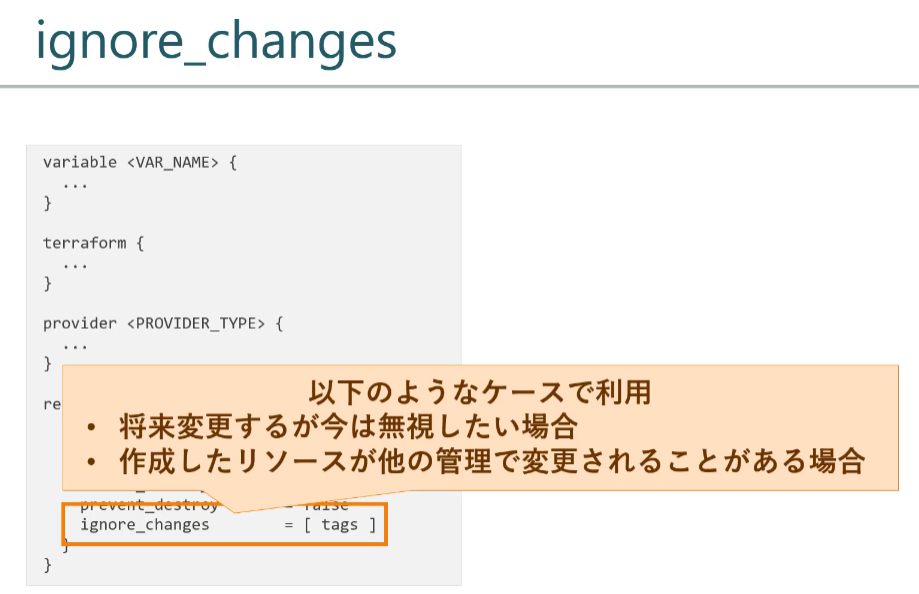 ignore_changes
variable <VAR_NAME> {
...
}
terraform {
...
}
provider <PROVIDER_TYPE> {
...
}
re
以下のようなケースで利用
• 将来変更するが今は無視したい場合
• 作成したリソースが他の管理で変更されることがある場合
prevent_destroy = false
ignore_changes = [ tags ]
}
}